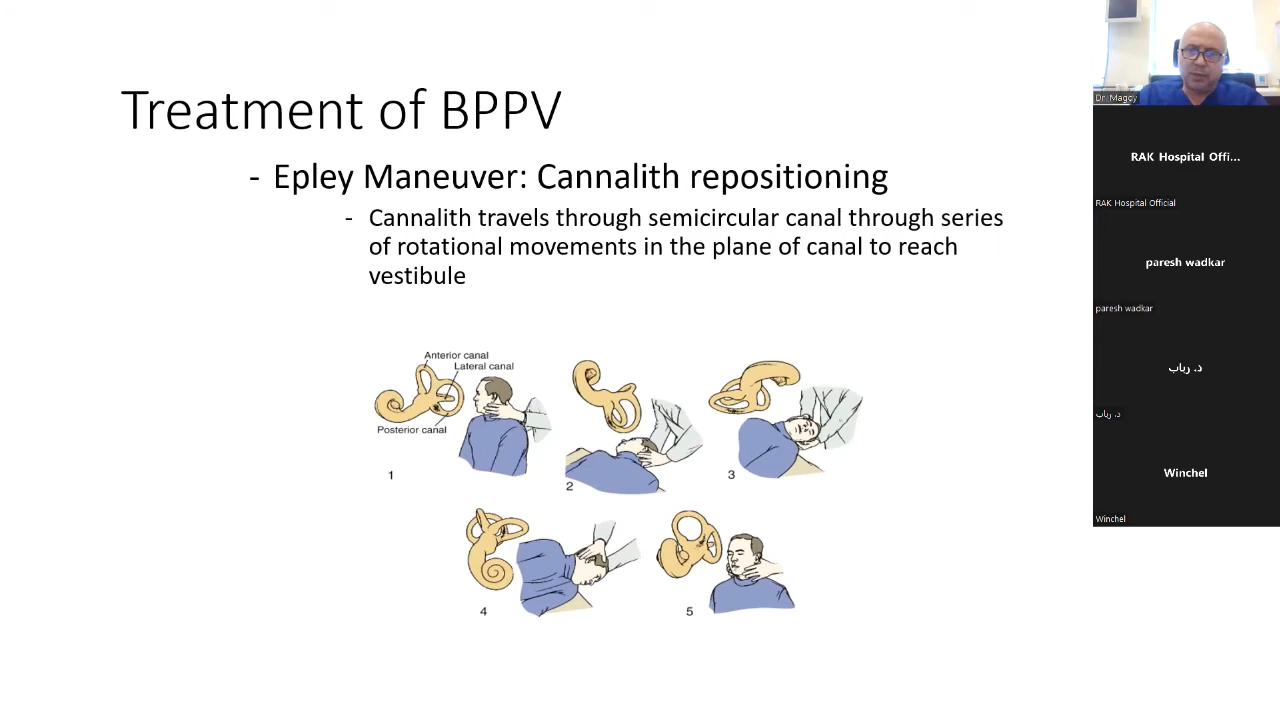 Treatment of BPPV
- Epley Maneuver: Cannalith repositioning
- Cannalith travels through semicircular canal through series
of rotational movements in the plane of canal to reach
vestibule
Anterior canal
Lateral canal
Posterior canal
1
2
3
4
5
Dr. Magdy
RAK Hospital Offi...
RAK Hospital Official
paresh wadkar
paresh wadkar
د. رباب
د. رباب
Winchel
Winchel